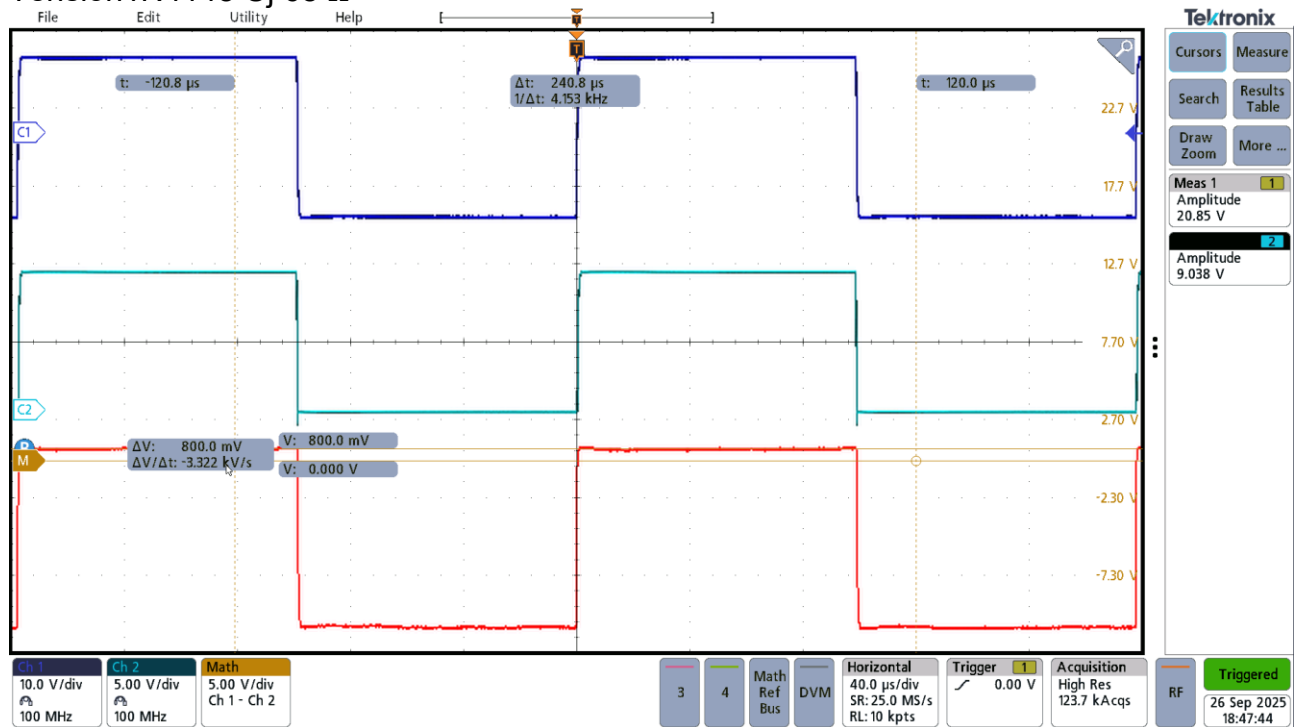 File Edit Utility Help
Tektronix
T
T
Cursors Measure
t: -120.8 µs
Δt: 240.8 µs
1/Δt: 4.153 kHz
t: 120.0 µs
Search Results Table
22.7 V
C1
Draw Zoom More ...
17.7 V
Meas 1 1
Amplitude
20.85 V
2
Amplitude
9.038 V
12.7 V
7.70 V
C2
2.70 V
ΔV: 800.0 mV
ΔV/Δt: -3.322 kV/s
V: 800.0 mV
M
V: 0.000 V
-2.30 V
-7.30 V
Ch 1
10.0 V/div
100 MHz
Ch 2
5.00 V/div
100 MHz
Math
5.00 V/div
Ch 1 - Ch 2
3
4
Math
Ref
Bus
DVM
Horizontal
40.0 µs/div
SR: 25.0 MS/s
RL: 10 kpts
Trigger 1
0.00 V
Acquisition
High Res
123.7 kAcqs
RF
Triggered
26 Sep 2025
18:47:44